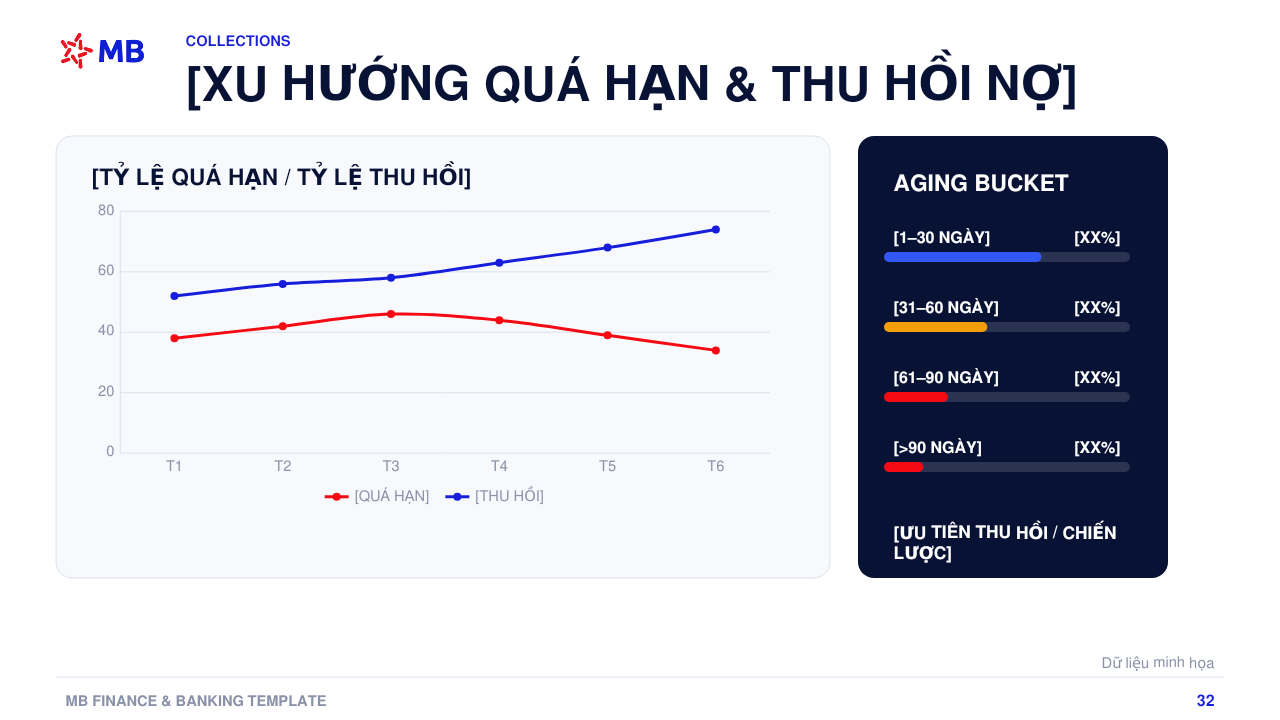 MB
COLLECTIONS
[XU HƯỚNG QUÁ HẠN & THU HỒI NỢ]
[TỶ LỆ QUÁ HẠN / TỶ LỆ THU HỒI]
80
60
40
20
0
T1 T2 T3 T4 T5 T6
[QUÁ HẠN] [THU HỒI]
AGING BUCKET
[1–30 NGÀY] [XX%]
[31–60 NGÀY] [XX%]
[61–90 NGÀY] [XX%]
[>90 NGÀY] [XX%]
[ƯU TIÊN THU HỒI / CHIẾN
LƯỢC]
Dữ liệu minh họa
MB FINANCE & BANKING TEMPLATE 32